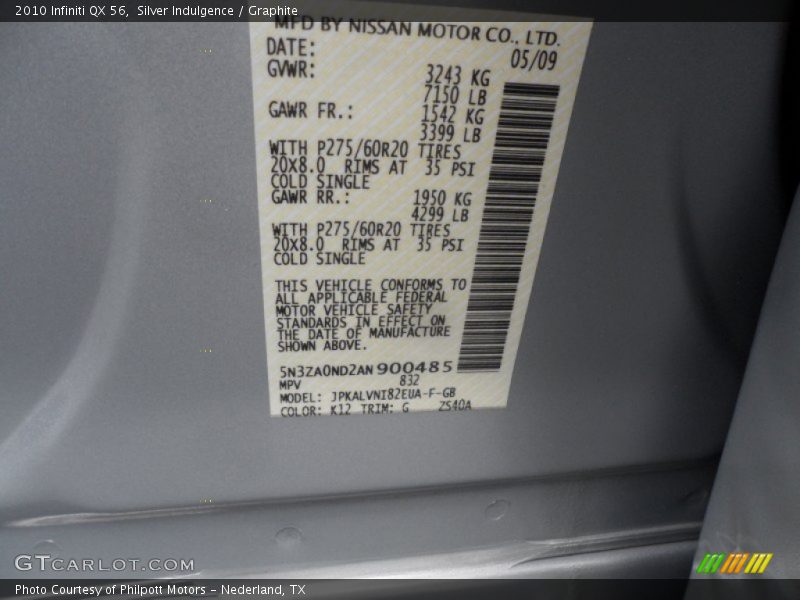 2010 Infiniti QX 56, Silver Indulgence / Graphite
MFD BY NISSAN MOTOR CO., LTD.
DATE: 05/09
GVWR: 3243 KG
7150 LB
GAWR FR.: 1542 KG
3399 LB
WITH P275/60R20 TIRES
20X8.0 RIMS AT 35 PSI
COLD SINGLE
GAWR RR.: 1950 KG
4299 LB
WITH P275/60R20 TIRES
20X8.0 RIMS AT 35 PSI
COLD SINGLE
THIS VEHICLE CONFORMS TO
ALL APPLICABLE FEDERAL
MOTOR VEHICLE SAFETY
STANDARDS IN EFFECT ON
THE DATE OF MANUFACTURE
SHOWN ABOVE.
5N3ZA0ND2AN900485
MPV 832
MODEL: JPKALVNI82EUA-F-GB
COLOR: K12 TRIM: G ZS40A
GTCARLOT.COM
Photo Courtesy of Philpott Motors – Nederland, TX